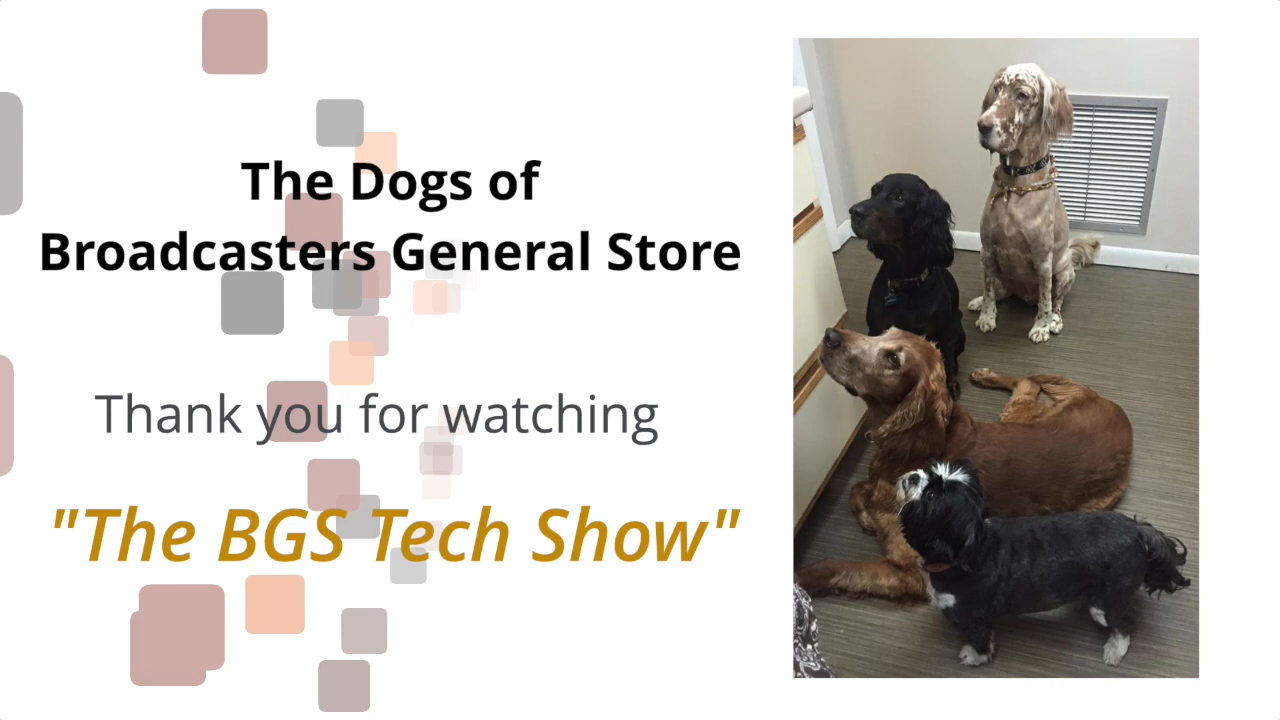 The Dogs of
Broadcasters General Store
Thank you for watching
"The BGS Tech Show"